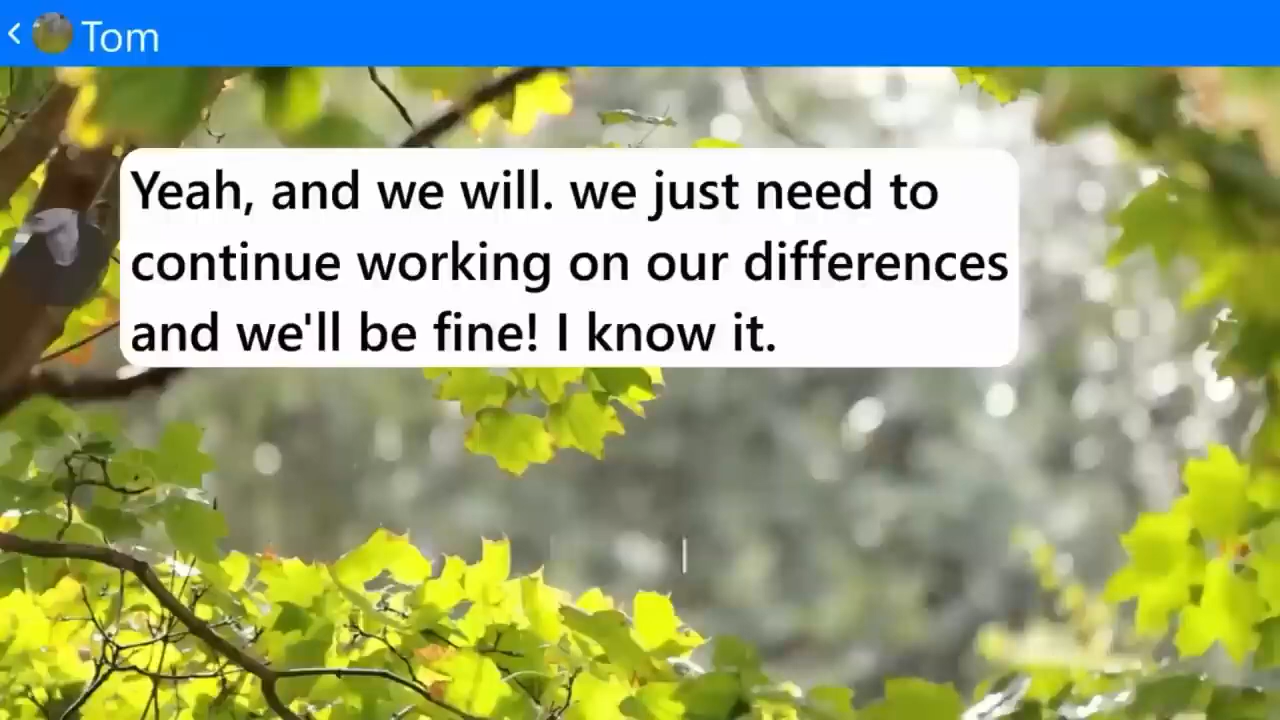 Tom
Yeah, and we will. we just need to
continue working on our differences
and we'll be fine! I know it.